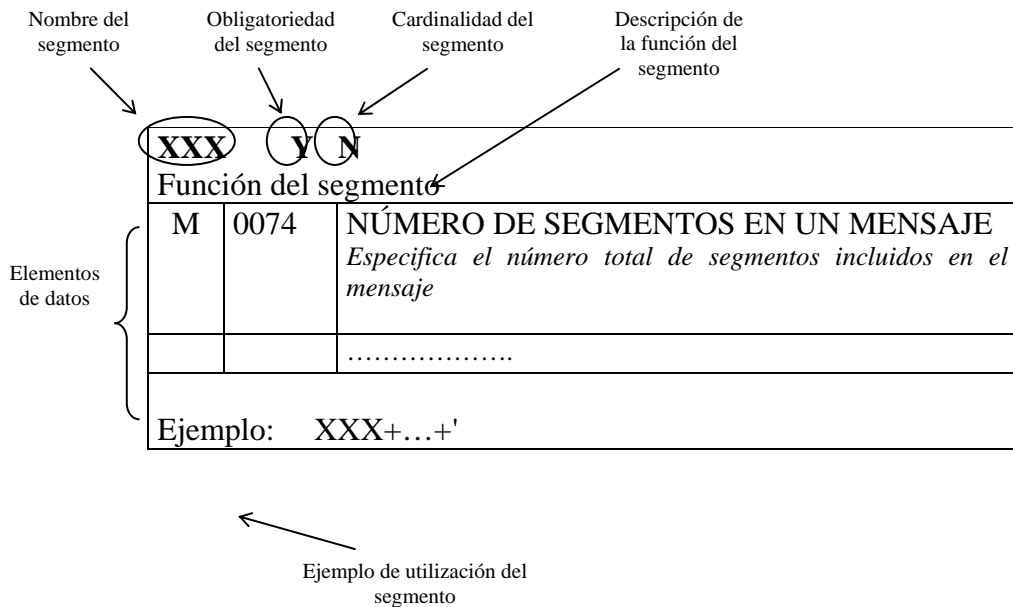 Nombre del
segmento
Obligatoriedad
del segmento
Cardinalidad del
segmento
Descripción de
la función del
segmento
XXX Y N
Función del segmento
M 0074 NÚMERO DE SEGMENTOS EN UN MENSAJE
Especifica el número total de segmentos incluidos en el
mensaje
Elementos
de datos
……………….
Ejemplo: XXX+…+'
Ejemplo de utilización del
segmento